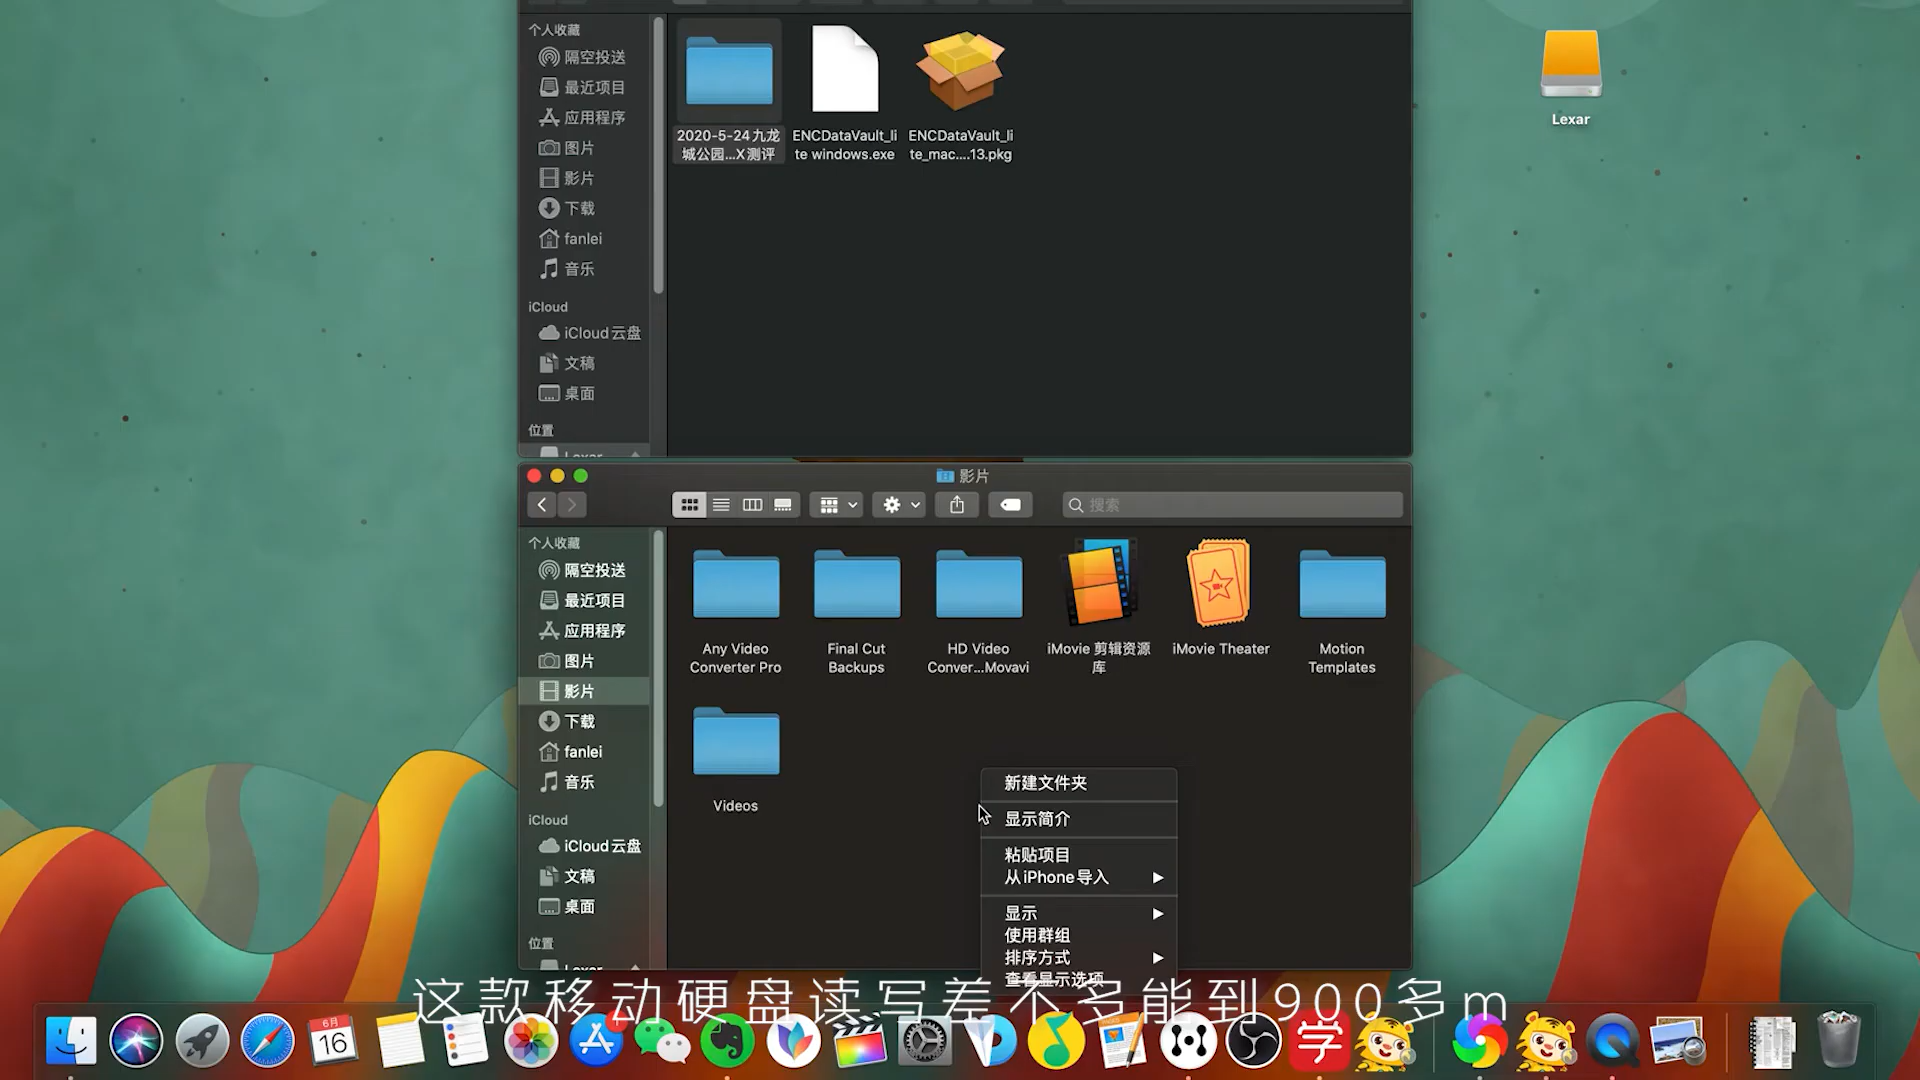 个人收藏
隔空投送
最近项目
应用程序
图片
影片
下载
fanlei
音乐
iCloud
iCloud云盘
文稿
桌面
位置
Lexar
2020-5-24九龙
城公园...X测评
ENCDataVault_li
te windows.exe
ENCDataVault_li
te_mac....13.pkg
Lexar
影片
搜索
个人收藏
隔空投送
最近项目
应用程序
图片
影片
下载
fanlei
音乐
iCloud
iCloud云盘
文稿
桌面
位置
Lexar
Any Video
Converter Pro
Final Cut
Backups
HD Video
Conver...Movavi
iMovie 剪辑资源
库
iMovie Theater
Motion
Templates
Videos
新建文件夹
显示简介
粘贴项目
从iPhone导入
显示
使用群组
排序方式
查看显示选项
这款移动硬盘读写差不多能到900多m
6月
16
学